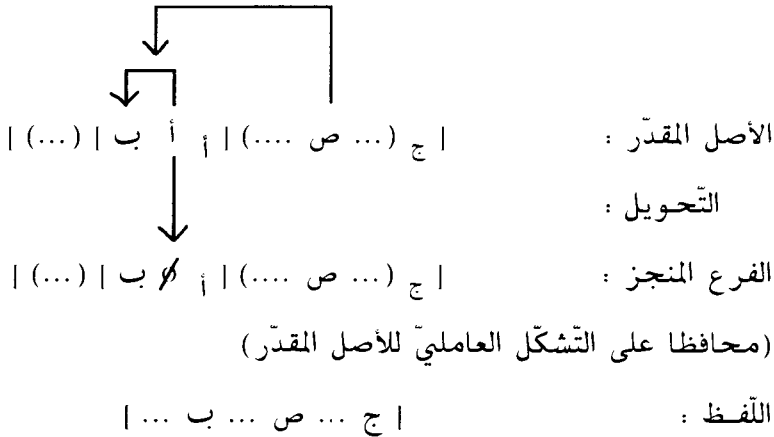 الأصل المقدّر : | ج (... ص ....) | أ أ ب | (...) |
التّحويل :
الفرع المنجز : | ج (... ص ....) | أ ∅ ب | (...) |
(محافظا على التّشكّل العامليّ للأصل المقدّر)
اللّفظ : | ج ... ص ... ب ... |